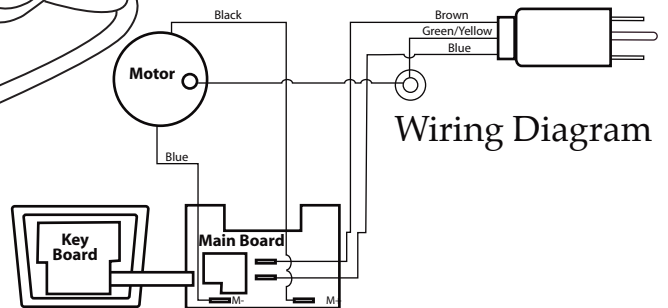 Black
Brown
Green/Yellow
Blue
Motor
Wiring Diagram
Blue
Key
Board
Main Board
M-
M-